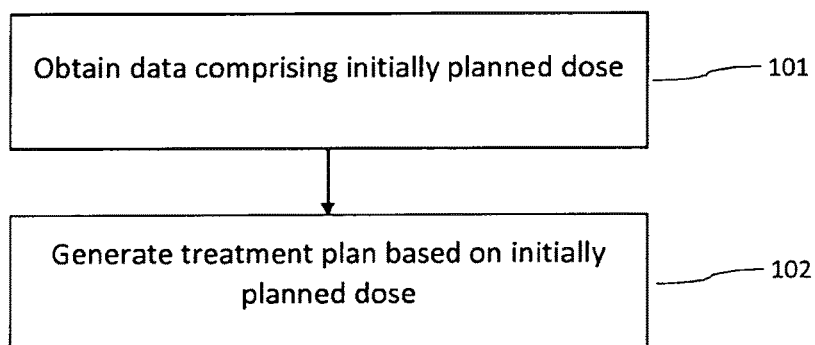 Obtain data comprising initially planned dose
101
Generate treatment plan based on initially
planned dose
102